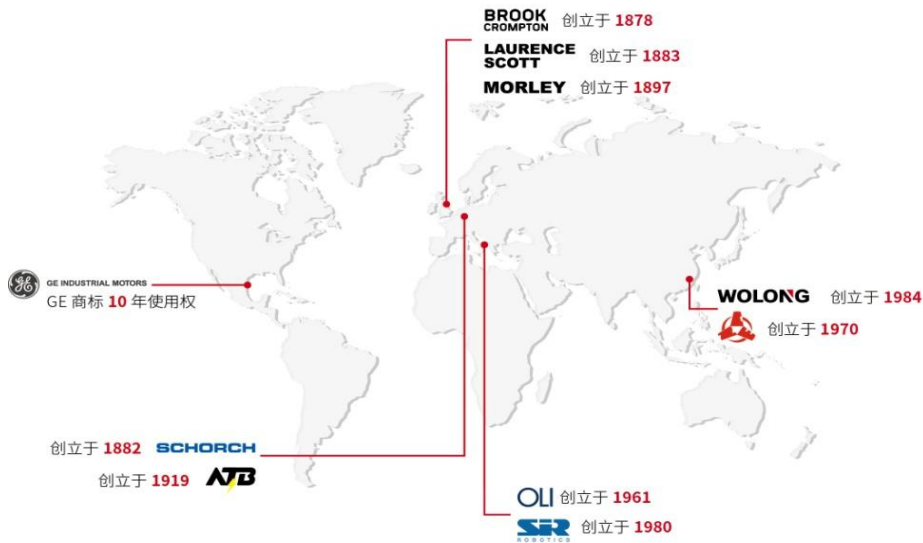 BROOK
CROMPTON 创立于 1878
LAURENCE
SCOTT 创立于 1883
MORLEY 创立于 1897
GE INDUSTRIAL MOTORS
GE 商标 10 年使用权
WOLONG 创立于 1984
创立于 1970
创立于 1882 SCHORCH
创立于 1919 ATB
OLI 创立于 1961
SIR
ROBOTICS 创立于 1980